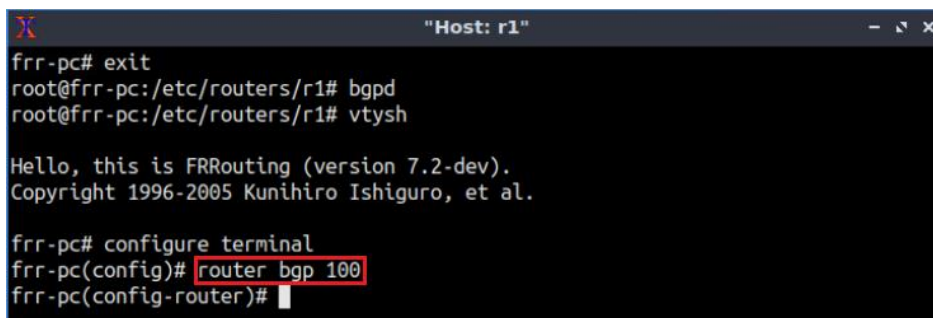 "Host: r1"
frr-pc# exit
root@frr-pc:/etc/routers/r1# bgpd
root@frr-pc:/etc/routers/r1# vtysh
Hello, this is FRRouting (version 7.2-dev).
Copyright 1996-2005 Kunihiro Ishiguro, et al.
frr-pc# configure terminal
frr-pc(config)# router bgp 100
frr-pc(config-router)#